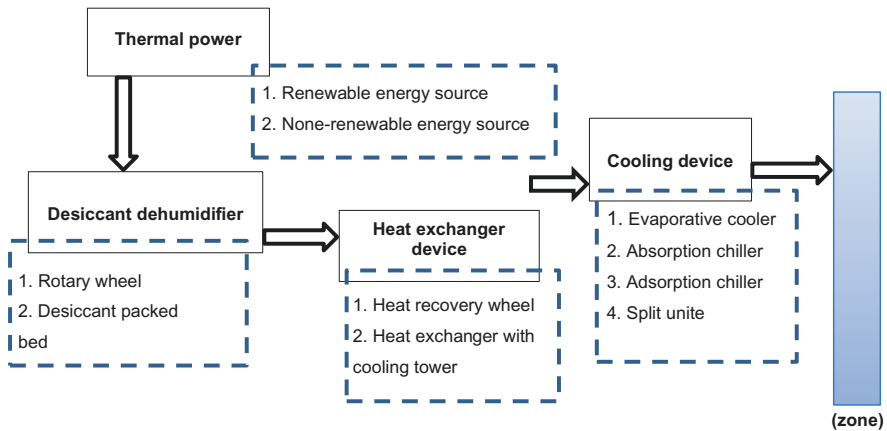 Thermal power
1. Renewable energy source
2. None-renewable energy source
Desiccant dehumidifier
1. Rotary wheel
2. Desiccant packed
bed
Heat exchanger
device
1. Heat recovery wheel
2. Heat exchanger with
cooling tower
Cooling device
1. Evaporative cooler
2. Absorption chiller
3. Adsorption chiller
4. Split unite
(zone)